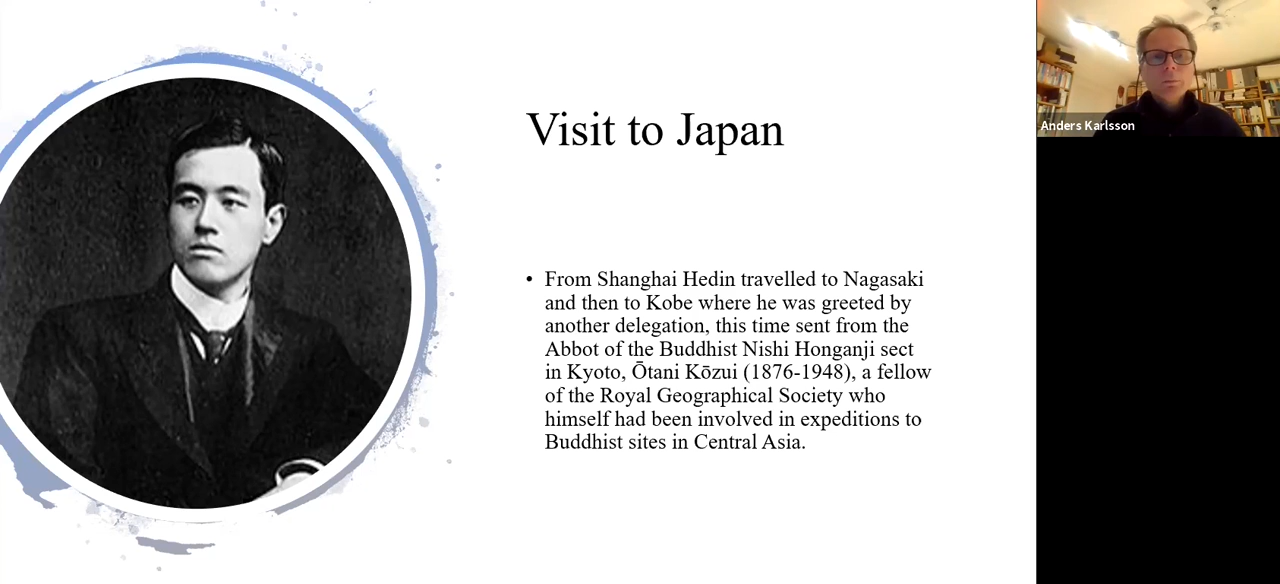 Visit to Japan
• From Shanghai Hedin travelled to Nagasaki
and then to Kobe where he was greeted by
another delegation, this time sent from the
Abbot of the Buddhist Nishi Honganji sect
in Kyoto, Ōtani Kōzui (1876-1948), a fellow
of the Royal Geographical Society who
himself had been involved in expeditions to
Buddhist sites in Central Asia.
Anders Karlsson